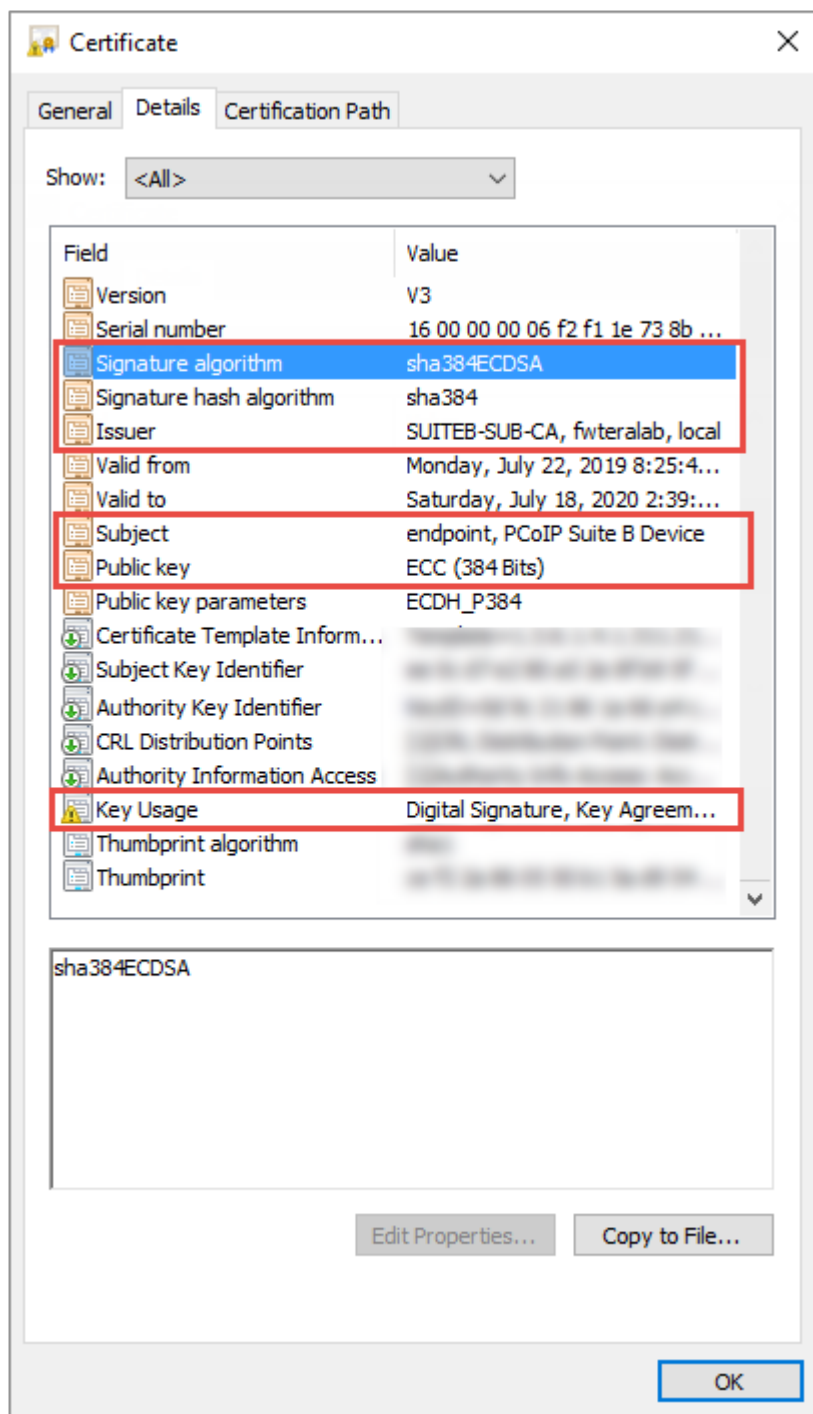 Certificate
General Details Certification Path
Show: <All>
Field Value
Version V3
Serial number 16 00 00 00 06 f2 f1 1e 73 8b ...
Signature algorithm sha384ECDSA
Signature hash algorithm sha384
Issuer SUITEB-SUB-CA, fwteralab, local
Valid from Monday, July 22, 2019 8:25:4...
Valid to Saturday, July 18, 2020 2:39:...
Subject endpoint, PCoIP Suite B Device
Public key ECC (384 Bits)
Public key parameters ECDH_P384
Certificate Template Inform...
Subject Key Identifier
Authority Key Identifier
CRL Distribution Points
Authority Information Access
Key Usage Digital Signature, Key Agreem...
Thumbprint algorithm
Thumbprint
sha384ECDSA
Edit Properties... Copy to File...
OK